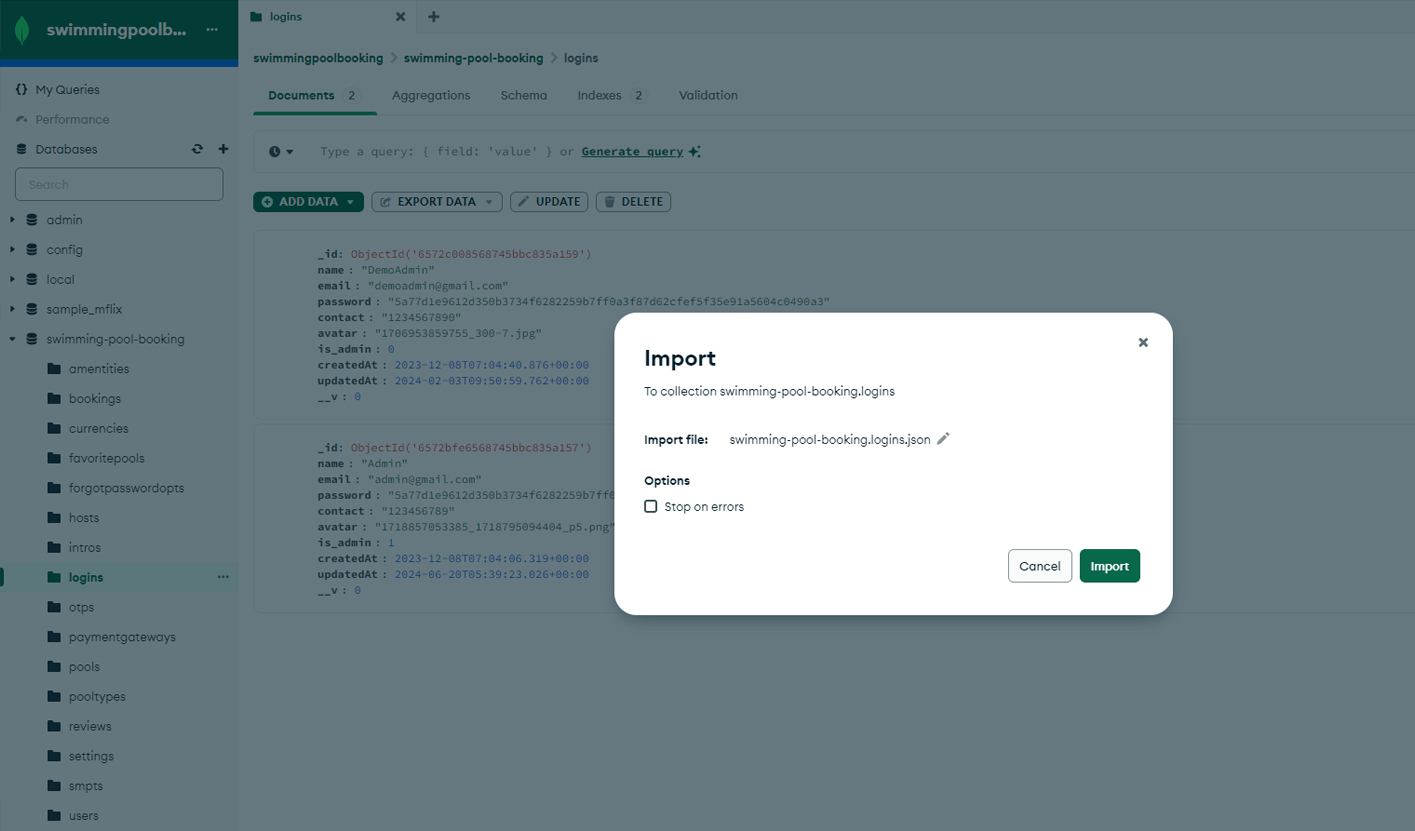 swimmingpoolb...
My Queries
Performance
Databases
Search
admin
config
local
sample_mflix
swimming-pool-booking
amentities
bookings
currencies
favoritepools
forgotpasswordopts
hosts
intros
logins
otps
paymentgateways
pools
pooltypes
reviews
settings
smpts
users
logins
swimmingpoolbooking > swimming-pool-booking > logins
Documents 2 Aggregations Schema Indexes 2 Validation
Type a query: { field: 'value' } or Generate query
ADD DATA EXPORT DATA UPDATE DELETE
_id: ObjectId('6572c008568745bbc835a159')
name : "DemoAdmin"
email : "demoadmin@gmail.com"
password : "5a77d1e9612d350b3734f6282259b7ff0a3f87d62cfef5f35e91a5604c0490a3"
contact : "1234567890"
avatar : "1706953859755_300-7.jpg"
is_admin : 0
createdAt : 2023-12-08T07:04:40.876+00:00
updatedAt : 2024-02-03T09:50:59.762+00:00
__v : 0
_id: ObjectId('6572bfe6568745bbc835a157')
name : "Admin"
email : "admin@gmail.com"
password : "5a77d1e9612d350b3734f6282259b7ff0
contact : "123456789"
avatar : "1718857053385_1718795094404_p5.png"
is_admin : 1
createdAt : 2023-12-08T07:04:06.319+00:00
updatedAt : 2024-06-20T05:39:23.026+00:00
__v : 0
Import
To collection swimming-pool-booking.logins
Import file: swimming-pool-booking.logins.json
Options
Stop on errors
Cancel Import